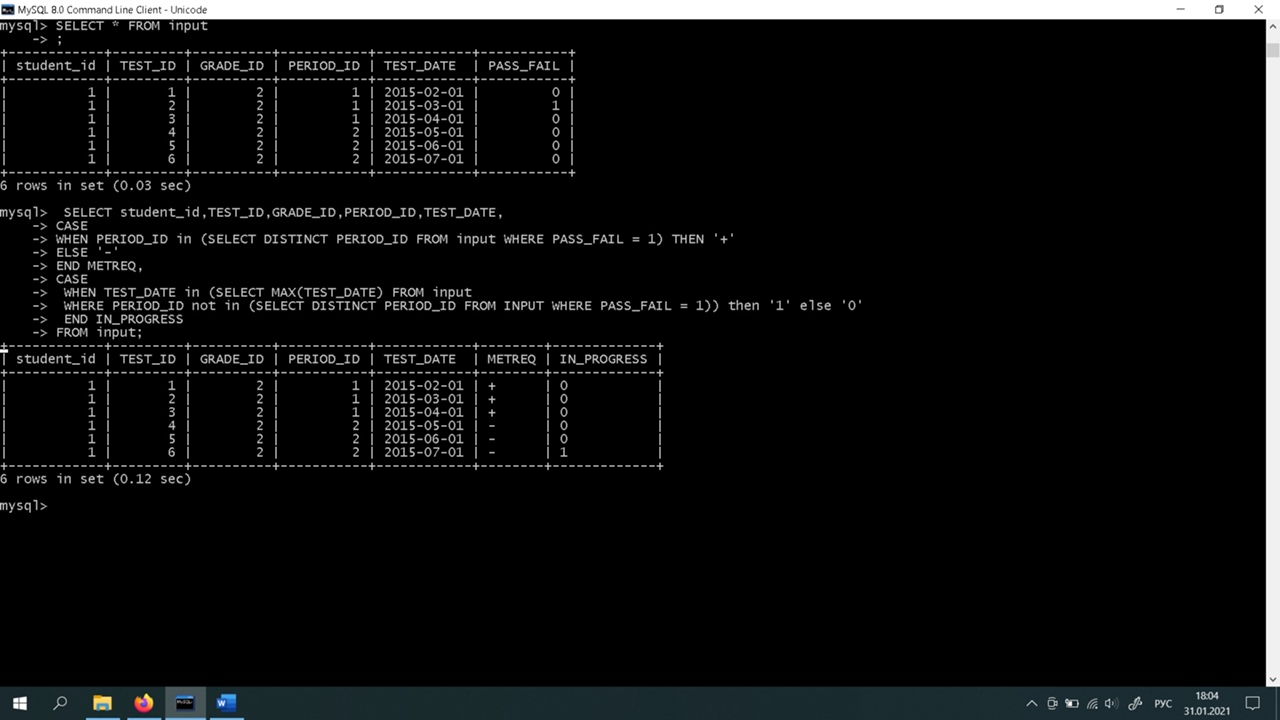 MySQL 8.0 Command Line Client - Unicode
mysql> SELECT * FROM input
    -> ;
+------------+---------+----------+-----------+------------+-----------+
| student_id | TEST_ID | GRADE_ID | PERIOD_ID | TEST_DATE  | PASS_FAIL |
+------------+---------+----------+-----------+------------+-----------+
|          1 |       1 |        2 |         1 | 2015-02-01 |         0 |
|          1 |       2 |        2 |         1 | 2015-03-01 |         1 |
|          1 |       3 |        2 |         1 | 2015-04-01 |         0 |
|          1 |       4 |        2 |         2 | 2015-05-01 |         0 |
|          1 |       5 |        2 |         2 | 2015-06-01 |         0 |
|          1 |       6 |        2 |         2 | 2015-07-01 |         0 |
+------------+---------+----------+-----------+------------+-----------+
6 rows in set (0.03 sec)
mysql>  SELECT student_id,TEST_ID,GRADE_ID,PERIOD_ID,TEST_DATE,
    -> CASE
    -> WHEN PERIOD_ID in (SELECT DISTINCT PERIOD_ID FROM input WHERE PASS_FAIL = 1) THEN '+'
    -> ELSE '-'
    -> END METREQ,
    -> CASE
    ->  WHEN TEST_DATE in (SELECT MAX(TEST_DATE) FROM input
    ->  WHERE PERIOD_ID not in (SELECT DISTINCT PERIOD_ID FROM INPUT WHERE PASS_FAIL = 1)) then '1' else '0'
    ->  END IN_PROGRESS
    -> FROM input;
+------------+---------+----------+-----------+------------+--------+-------------+
| student_id | TEST_ID | GRADE_ID | PERIOD_ID | TEST_DATE  | METREQ | IN_PROGRESS |
+------------+---------+----------+-----------+------------+--------+-------------+
|          1 |       1 |        2 |         1 | 2015-02-01 | +      | 0           |
|          1 |       2 |        2 |         1 | 2015-03-01 | +      | 0           |
|          1 |       3 |        2 |         1 | 2015-04-01 | +      | 0           |
|          1 |       4 |        2 |         2 | 2015-05-01 | -      | 0           |
|          1 |       5 |        2 |         2 | 2015-06-01 | -      | 0           |
|          1 |       6 |        2 |         2 | 2015-07-01 | -      | 1           |
+------------+---------+----------+-----------+------------+--------+-------------+
6 rows in set (0.12 sec)
mysql>
РУС
18:04
31.01.2021